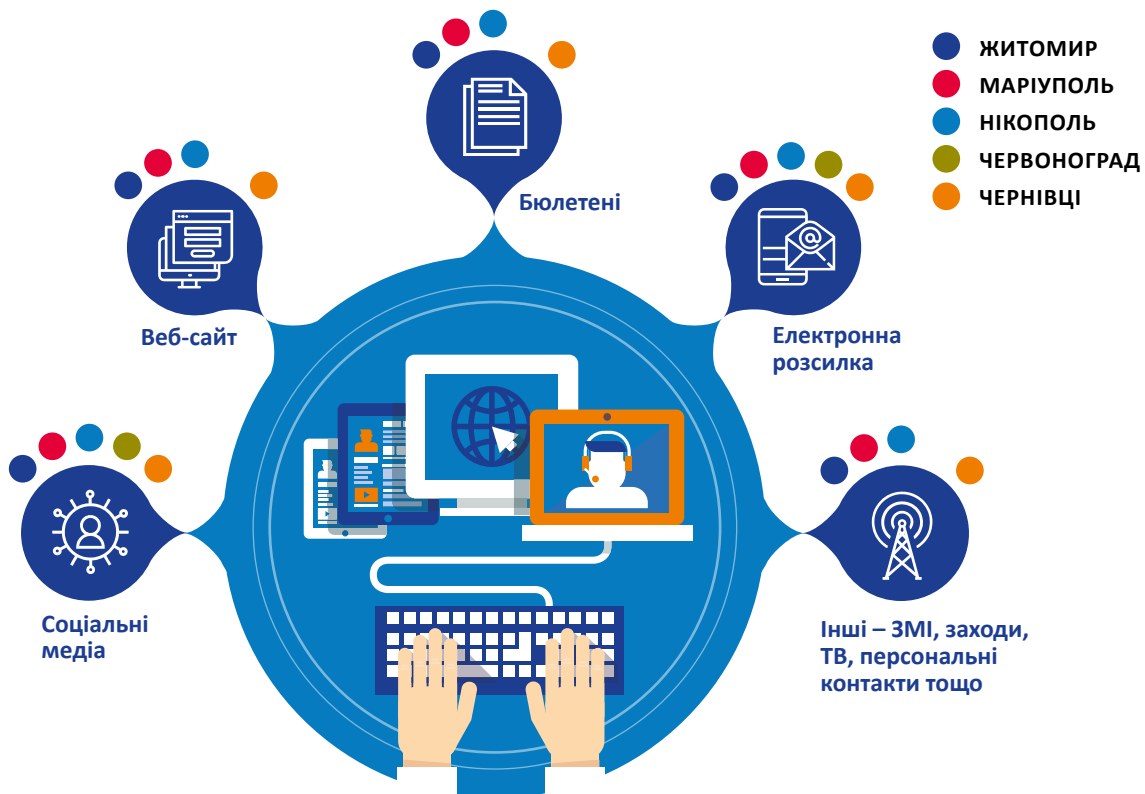 ЖИТОМИР
МАРІУПОЛЬ
НІКОПОЛЬ
ЧЕРВОНОГРАД
ЧЕРНІВЦІ
Бюлетені
Веб-сайт
Електронна
розсилка
Соціальні
медіа
Інші – ЗМІ, заходи,
ТВ, персональні
контакти тощо